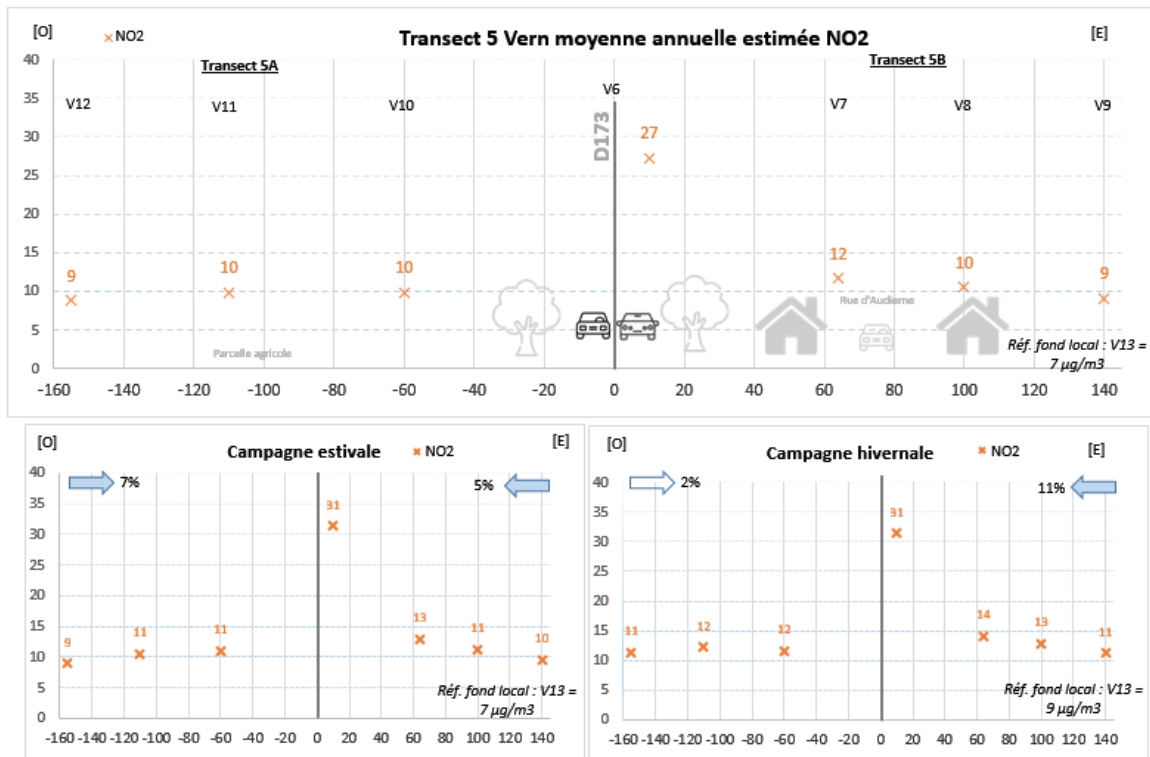 [O]
NO2
Transect 5 Vern moyenne annuelle estimée NO2
[E]
Transect 5A
Transect 5B
40
35
30
25
20
15
10
5
0
V12
V11
V10
V6
V7
V8
V9
D173
27
9
10
10
12
10
9
Parcelle agricole
Rue d'Audierne
Réf. fond local : V13 =
7 µg/m3
-160 -140 -120 -100 -80 -60 -40 -20 0 20 40 60 80 100 120 140
[O]
Campagne estivale
NO2
[E]
7%
5%
40
35
30
25
20
15
10
5
0
31
9
11
11
13
11
10
Réf. fond local : V13 =
7 µg/m3
-160 -140 -120 -100 -80 -60 -40 -20 0 20 40 60 80 100 120 140
[O]
Campagne hivernale
NO2
[E]
2%
11%
40
35
30
25
20
15
10
5
0
31
11
12
12
14
13
11
Réf. fond local : V13 =
9 µg/m3
-160 -140 -120 -100 -80 -60 -40 -20 0 20 40 60 80 100 120 140